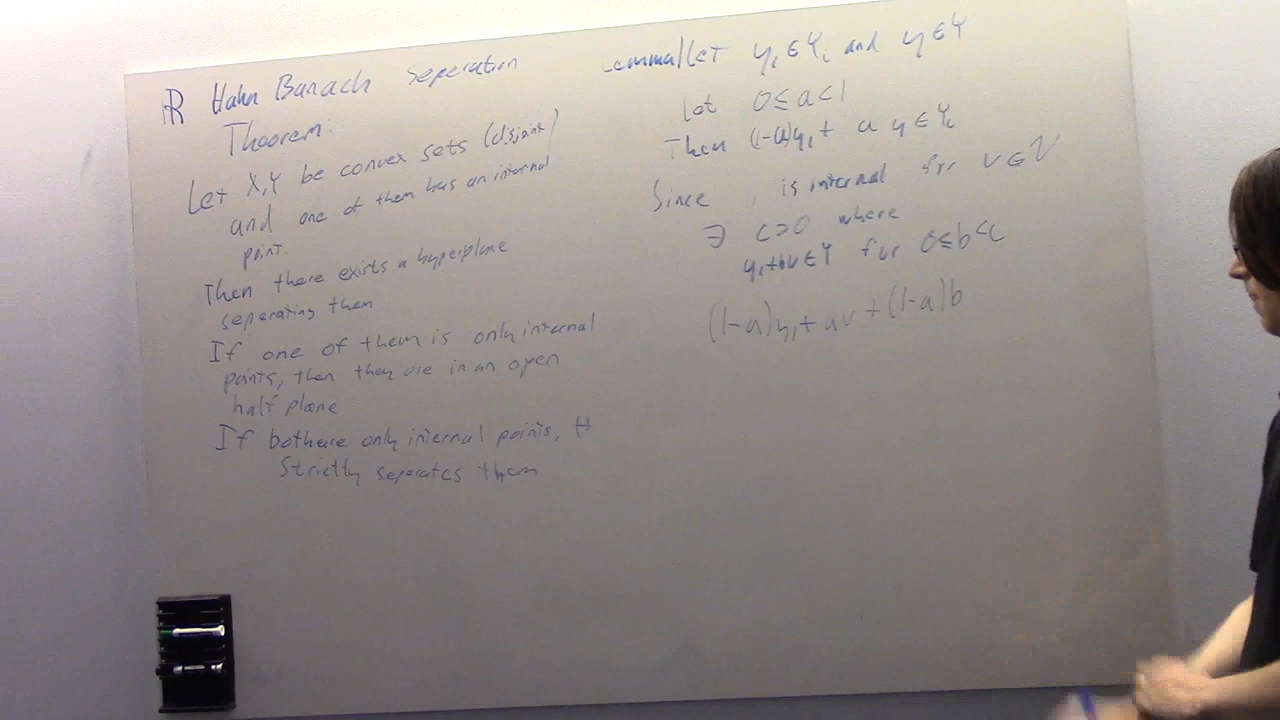 ℝ Hahn Banach Seperation
Theorem:
Let X,Y be convex sets (disjoint)
and one of them has an internal
point.
Then there exists a hyperplane
seperating them
If one of them is only internal
points, then they are in an open
half plane
If both are only internal points, H
Strictly seperates them
Lemma Let y₁ ∈ Yᵢ and y ∈ Y
Let 0 ≤ a < 1
Then (1-a)y₁ + a y ∈ Yᵢ
Since is internal for v ∈ V
∃ c > 0 where
y₁+bv ∈ Y for 0 ≤ b < c
(1-a)y₁ + av + (1-a)b